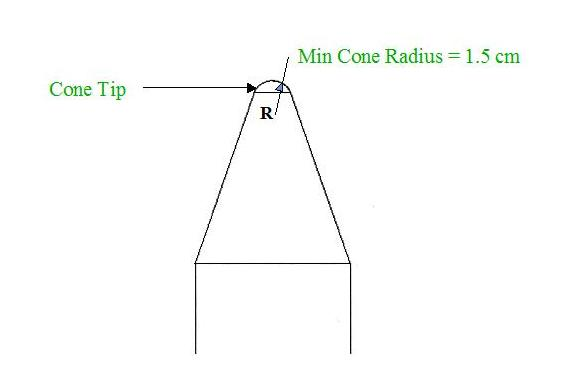 Min Cone Radius = 1.5 cm
Cone Tip
R